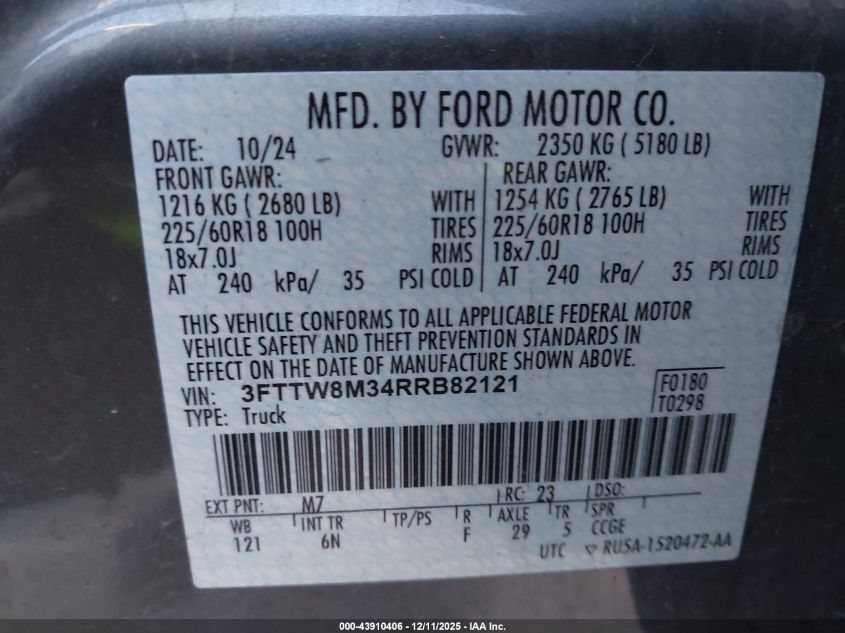 MFD. BY FORD MOTOR CO.
DATE: 10/24 GVWR: 2350 KG ( 5180 LB)
FRONT GAWR: REAR GAWR:
1216 KG ( 2680 LB) WITH 1254 KG ( 2765 LB) WITH
225/60R18 100H TIRES 225/60R18 100H TIRES
18x7.0J RIMS 18x7.0J RIMS
AT 240 kPa/ 35 PSI COLD AT 240 kPa/ 35 PSI COLD
THIS VEHICLE CONFORMS TO ALL APPLICABLE FEDERAL MOTOR
VEHICLE SAFETY AND THEFT PREVENTION STANDARDS IN
EFFECT ON THE DATE OF MANUFACTURE SHOWN ABOVE.
VIN: 3FTTW8M34RRB82121 F0180
TYPE: Truck T0298
EXT PNT: M7 RC: 23 DSO:
WB INT TR TP/PS R AXLE TR SPR
121 6N F 29 5 CCGE
UTC ▽ RU5A-1520472-AA
000-43910406 - 12/11/2025 - IAA Inc.